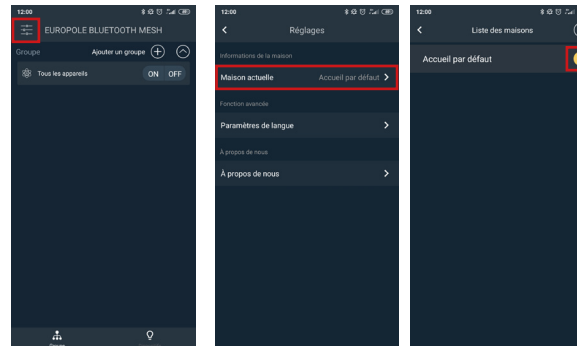 12:00
EUROPOLE BLUETOOTH MESH
Groupe Ajouter un groupe
Tous les appareils ON OFF
12:00
Réglages
Informations de la maison
Maison actuelle Accueil par défaut
Fonction avancée
Paramètres de langue
À propos de nous
À propos de nous
12:00
Liste des maisons
Accueil par défaut